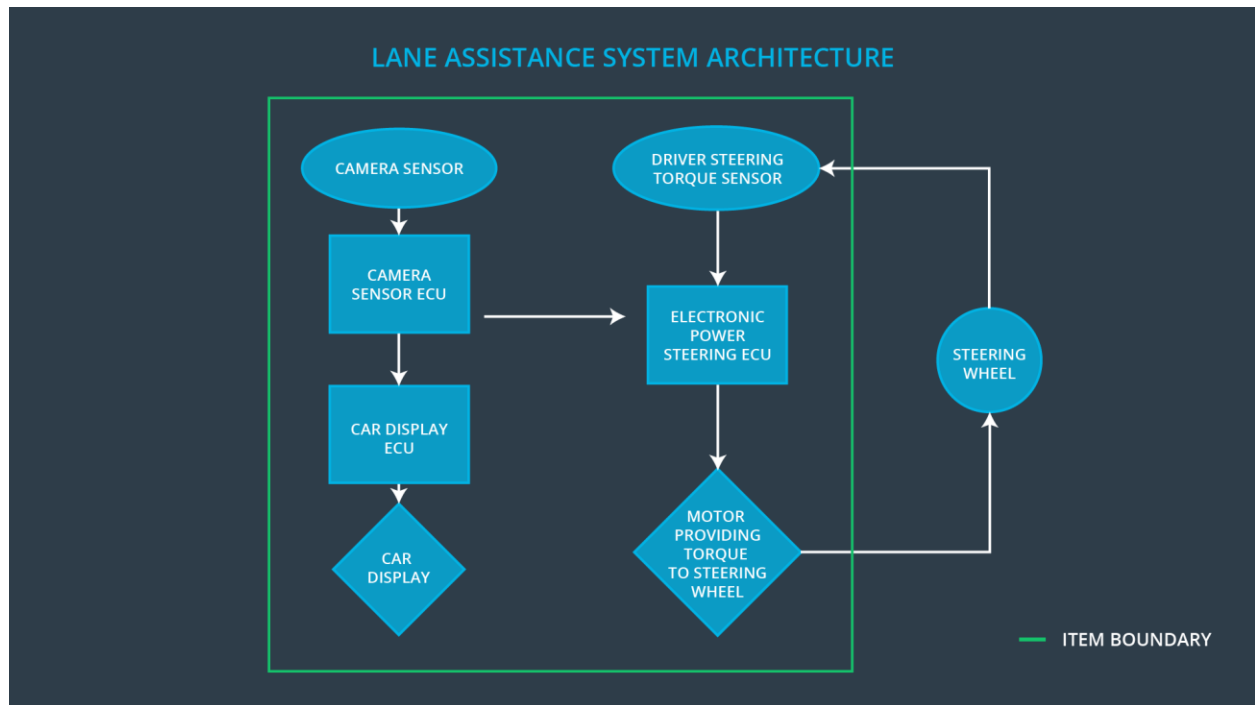 LANE ASSISTANCE SYSTEM ARCHITECTURE
CAMERA SENSOR
DRIVER STEERING
TORQUE SENSOR
CAMERA
SENSOR ECU
ELECTRONIC
POWER
STEERING ECU
STEERING
WHEEL
CAR DISPLAY
ECU
MOTOR
PROVIDING
TORQUE
TO STEERING
WHEEL
CAR
DISPLAY
ITEM BOUNDARY